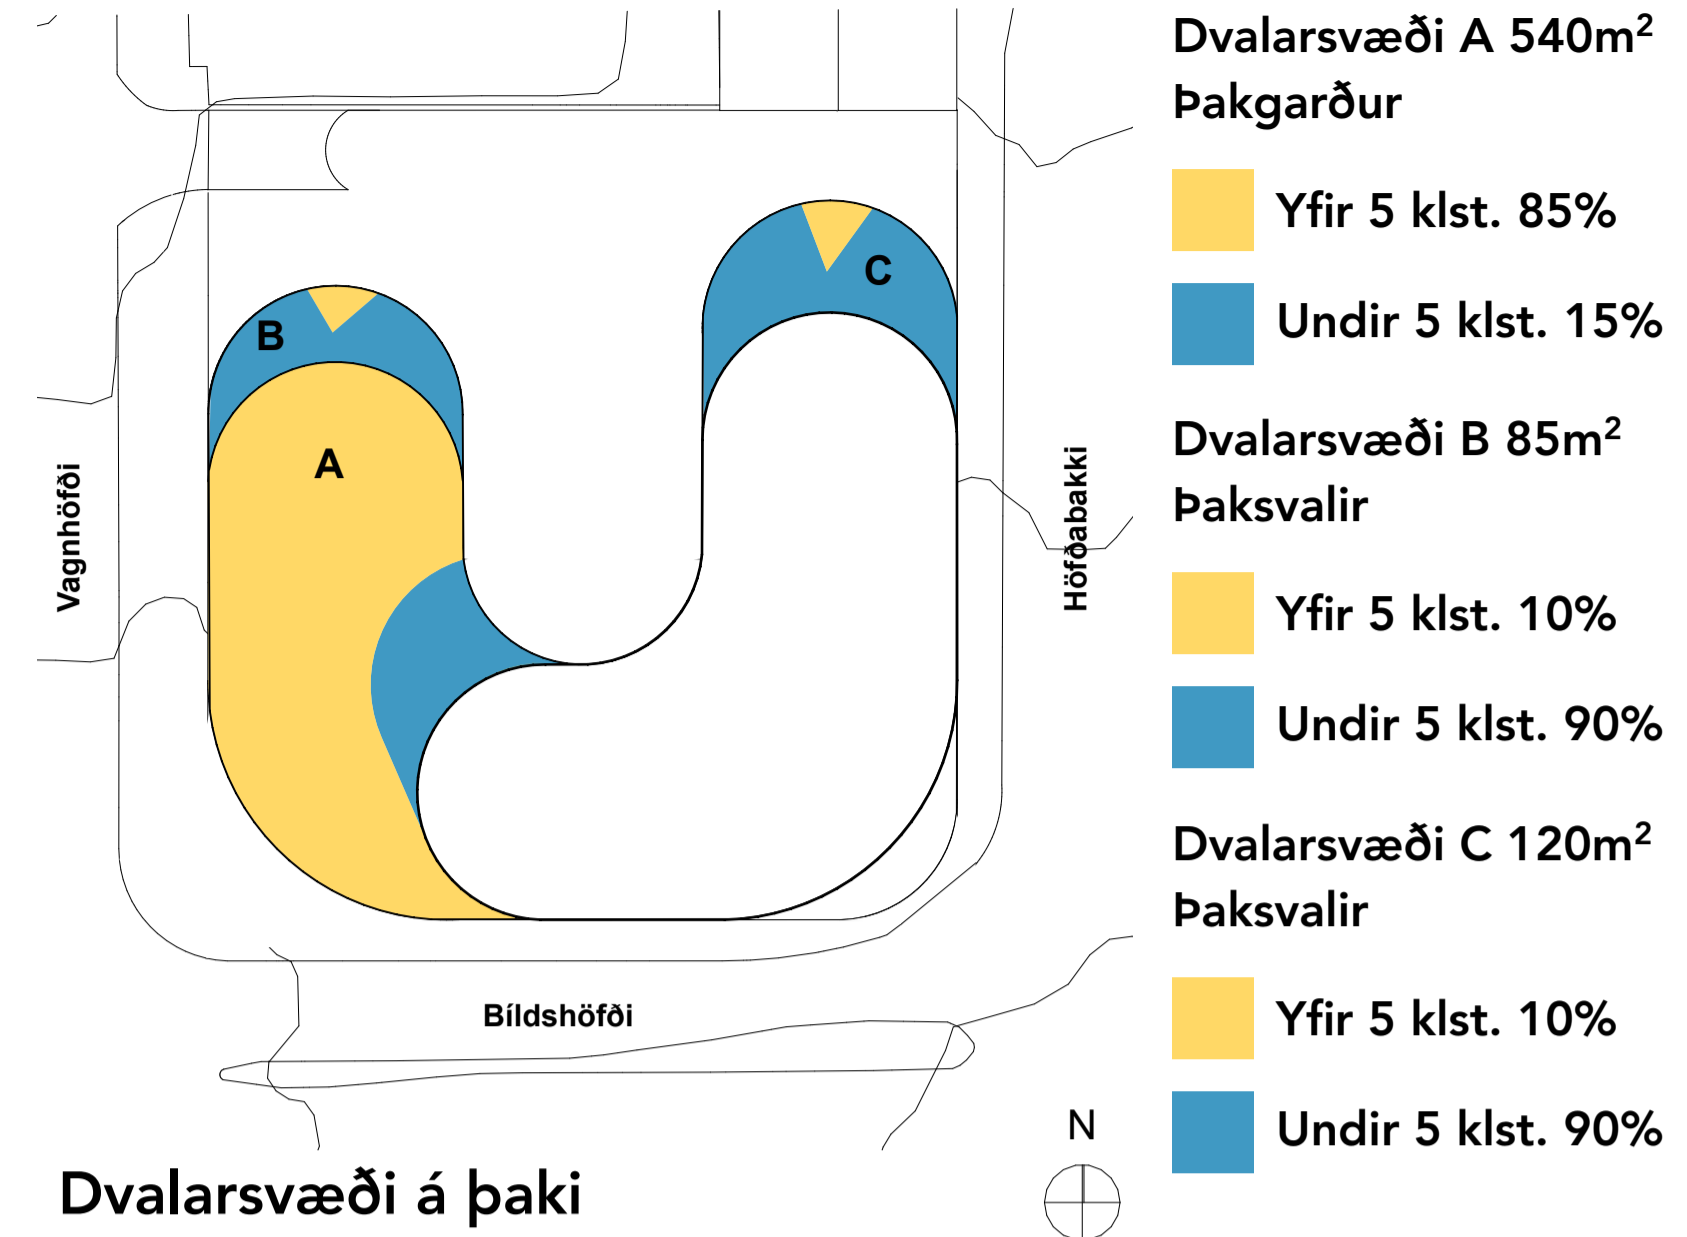 Dvalarsvæði A 540m²
Þakgarður
Yfir 5 klst. 85%
Undir 5 klst. 15%
Dvalarsvæði B 85m²
Þaksvalir
Yfir 5 klst. 10%
Undir 5 klst. 90%
Dvalarsvæði C 120m²
Þaksvalir
Yfir 5 klst. 10%
Undir 5 klst. 90%
C
B
A
Vagnhöfði
Höfðabakki
Bíldshöfði
N
Dvalarsvæði á þaki